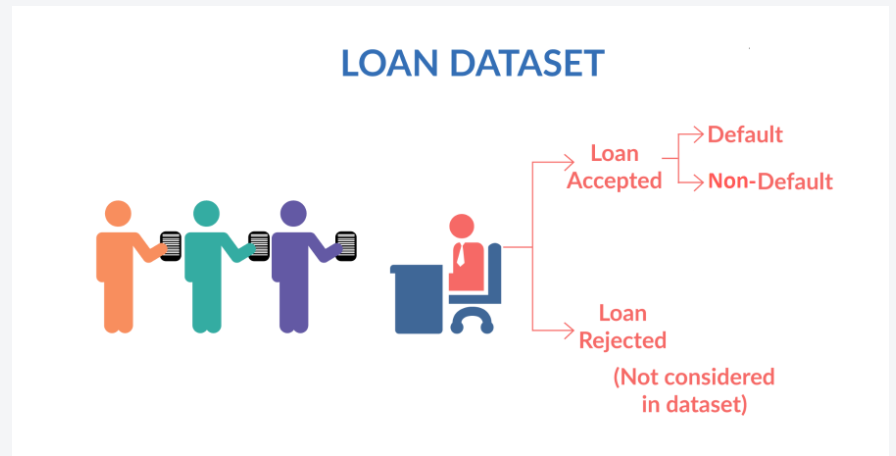 LOAN DATASET
Loan
Accepted
Default
Non-Default
Loan
Rejected
(Not considered
in dataset)